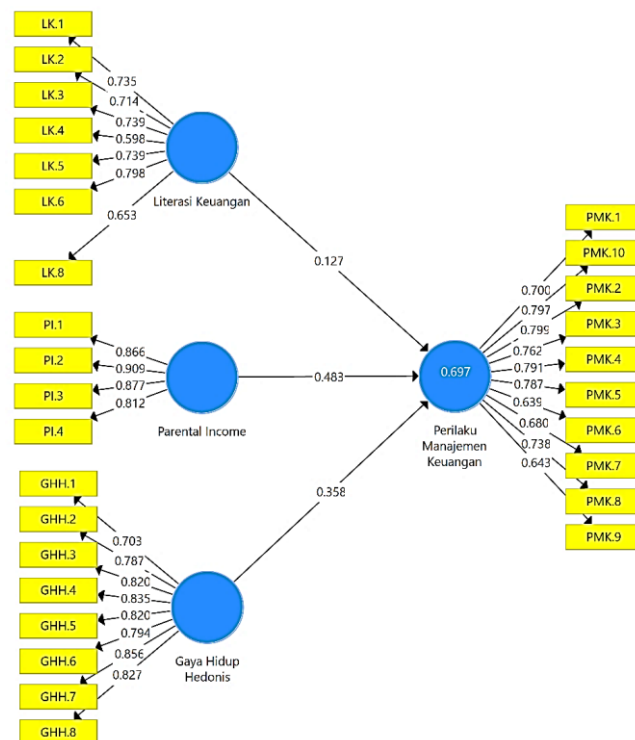 LK.1
LK.2
LK.3
LK.4
LK.5
LK.6
LK.8
0.735
0.714
0.739
0.598
0.739
0.798
0.653
Literasi Keuangan
0.127
PI.1
PI.2
PI.3
PI.4
0.866
0.909
0.877
0.812
Parental Income
0.483
GHH.1
GHH.2
GHH.3
GHH.4
GHH.5
GHH.6
GHH.7
GHH.8
0.703
0.787
0.820
0.835
0.820
0.794
0.856
0.827
Gaya Hidup
Hedonis
0.358
0.697
Perilaku
Manajemen
Keuangan
0.700
0.797
0.799
0.762
0.791
0.787
0.639
0.680
0.738
0.643
PMK.1
PMK.10
PMK.2
PMK.3
PMK.4
PMK.5
PMK.6
PMK.7
PMK.8
PMK.9